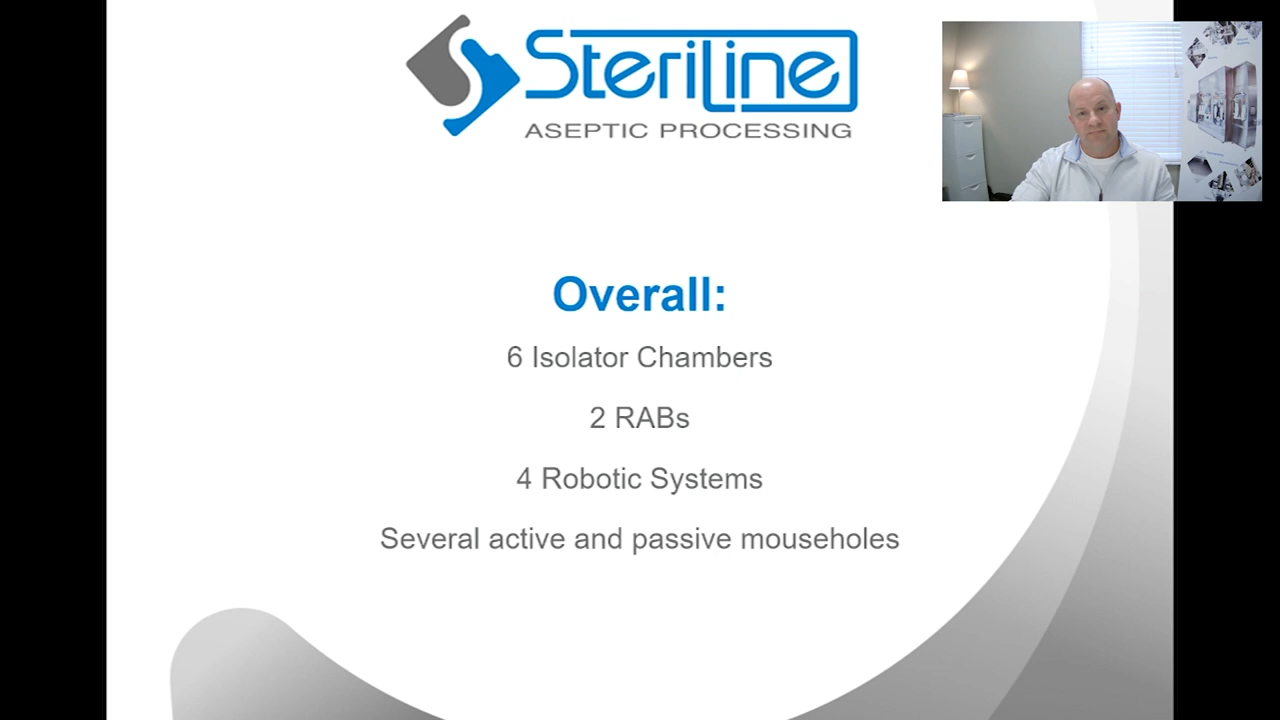 SteriLine
ASEPTIC PROCESSING
Overall:
6 Isolator Chambers
2 RABs
4 Robotic Systems
Several active and passive mouseholes